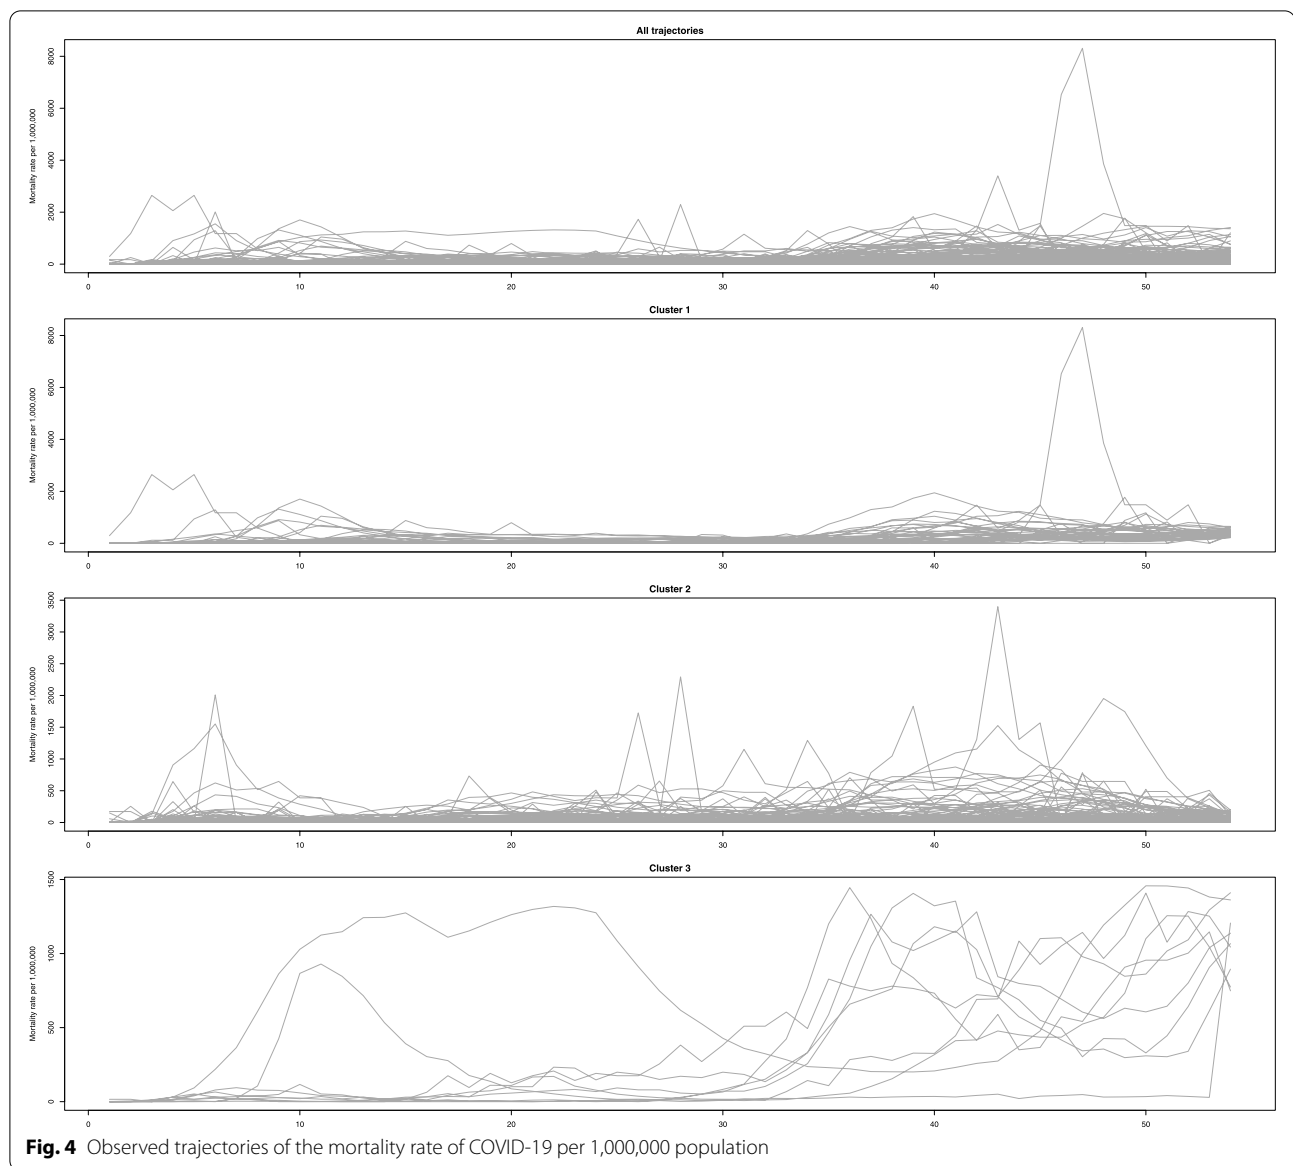 All trajectories
Mortality rate per 1,000,000
8000
6000
4000
2000
0
0 10 20 30 40 50
Cluster 1
Mortality rate per 1,000,000
8000
6000
4000
2000
0
0 10 20 30 40 50
Cluster 2
Mortality rate per 1,000,000
3500
3000
2500
2000
1500
1000
500
0
0 10 20 30 40 50
Cluster 3
Mortality rate per 1,000,000
1500
1000
500
0
0 10 20 30 40 50
Fig. 4 Observed trajectories of the mortality rate of COVID-19 per 1,000,000 population